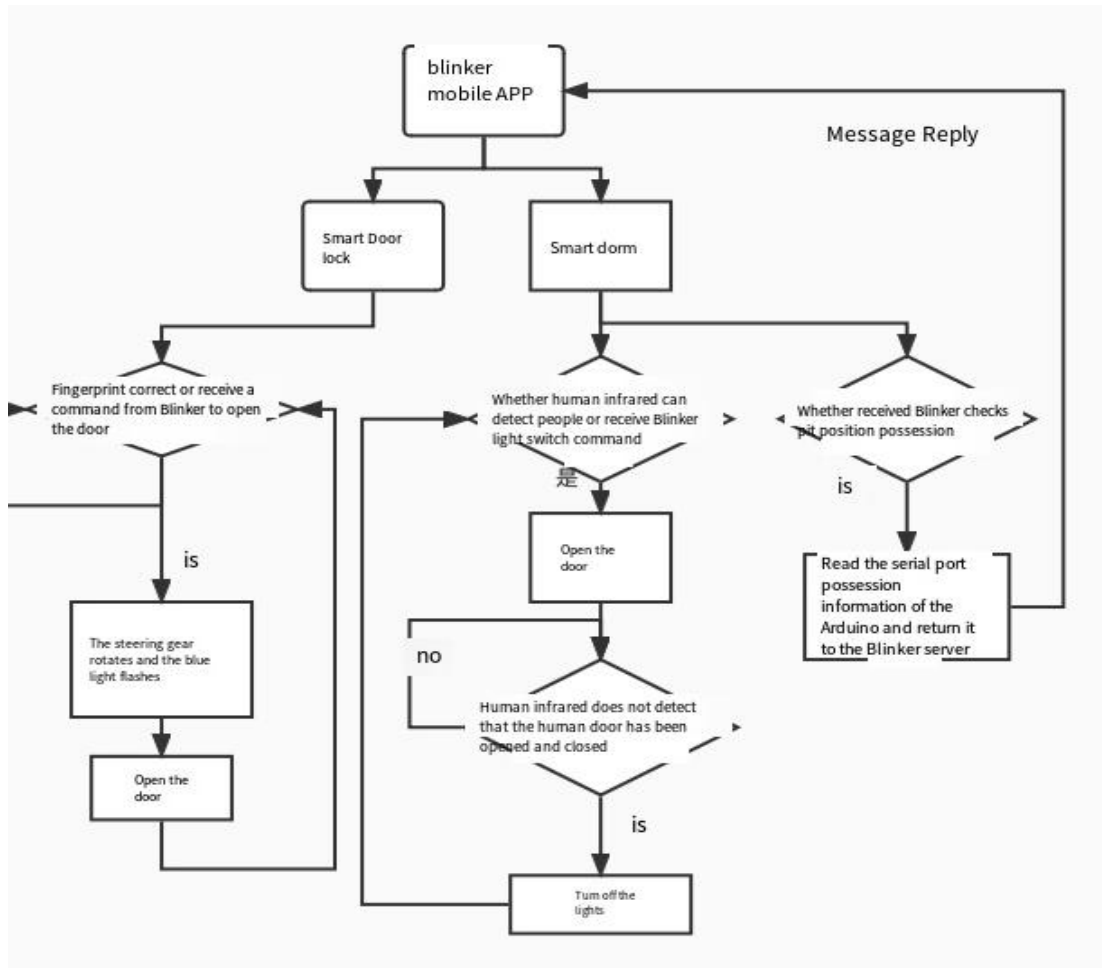 blinker
mobile APP
Message Reply
Smart Door
lock
Smart dorm
Fingerprint correct or receive a
command from Blinker to open
the door
Whether human infrared can
detect people or receive Blinker
light switch command
Whether received Blinker checks
pit position possession
是
is
is
Open the
door
Read the serial port
possession
information of the
Arduino and return it
to the Blinker server
The steering gear
rotates and the blue
light flashes
no
Human infrared does not detect
that the human door has been
opened and closed
Open the
door
is
Turn off the
lights